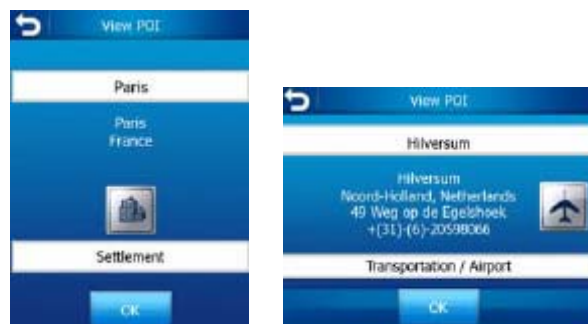 View POI
Paris
Paris
France
Settlement
OK
View POI
Hilversum
Hilversum
Noord-Holland, Netherlands
49 Weg op de Egelshoek
+(31)-(6)-20598066
Transportation / Airport
OK